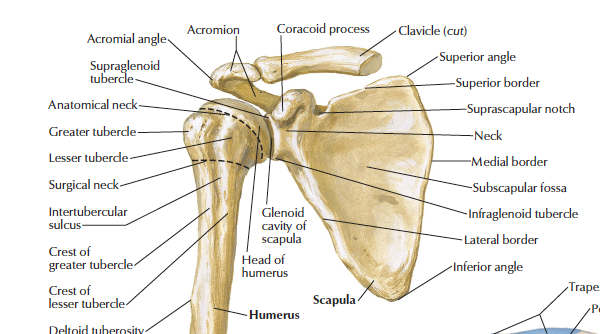 Acromion
Coracoid process
Clavicle (cut)
Acromial angle
Supraglenoid
tubercle
Superior angle
Superior border
Anatomical neck
Suprascapular notch
Greater tubercle
Neck
Lesser tubercle
Medial border
Surgical neck
Subscapular fossa
Intertubercular
sulcus
Glenoid
cavity of
scapula
Infraglenoid tubercle
Lateral border
Crest of
greater tubercle
Head of
humerus
Inferior angle
Crest of
lesser tubercle
Scapula
Humerus
Deltoid tuberosity
Trape